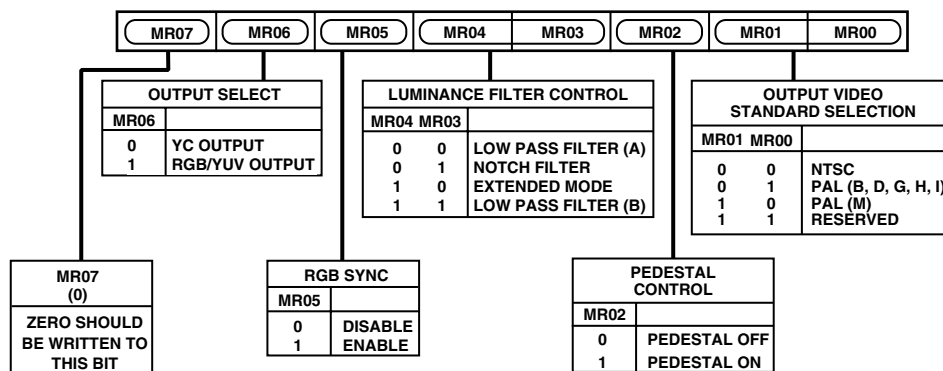 MR07 MR06 MR05 MR04 MR03 MR02 MR01 MR00
OUTPUT SELECT
MR06
0 YC OUTPUT
1 RGB/YUV OUTPUT
LUMINANCE FILTER CONTROL
MR04 MR03
0 0 LOW PASS FILTER (A)
0 1 NOTCH FILTER
1 0 EXTENDED MODE
1 1 LOW PASS FILTER (B)
OUTPUT VIDEO
STANDARD SELECTION
MR01 MR00
0 0 NTSC
0 1 PAL (B, D, G, H, I)
1 0 PAL (M)
1 1 RESERVED
MR07
(0)
ZERO SHOULD
BE WRITTEN TO
THIS BIT
RGB SYNC
MR05
0 DISABLE
1 ENABLE
PEDESTAL
CONTROL
MR02
0 PEDESTAL OFF
1 PEDESTAL ON